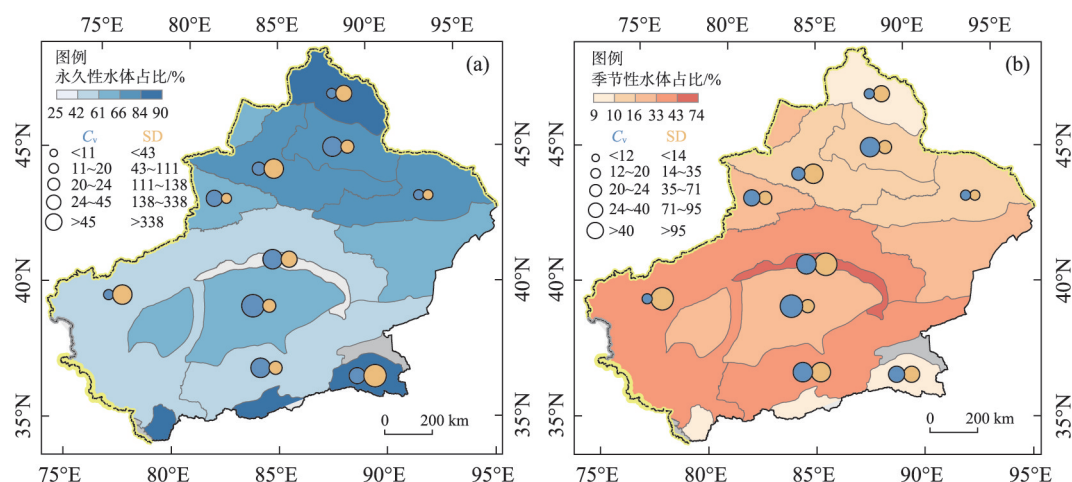 75°E 80°E 85°E 90°E
(a)
图例
永久性水体占比/%
25 42 61 66 84 90
Cv SD
<11 <43
11~20 43~111
20~24 111~138
24~45 138~338
>45 >338
45°N
40°N
35°N
0 200 km
75°E 80°E 85°E 90°E 95°E
75°E 80°E 85°E 90°E
(b)
图例
季节性水体占比/%
9 10 16 33 43 74
Cv SD
<12 <14
12~20 14~35
20~24 35~71
24~40 71~95
>40 >95
45°N
40°N
35°N
45°N
40°N
35°N
0 200 km
75°E 80°E 85°E 90°E 95°E